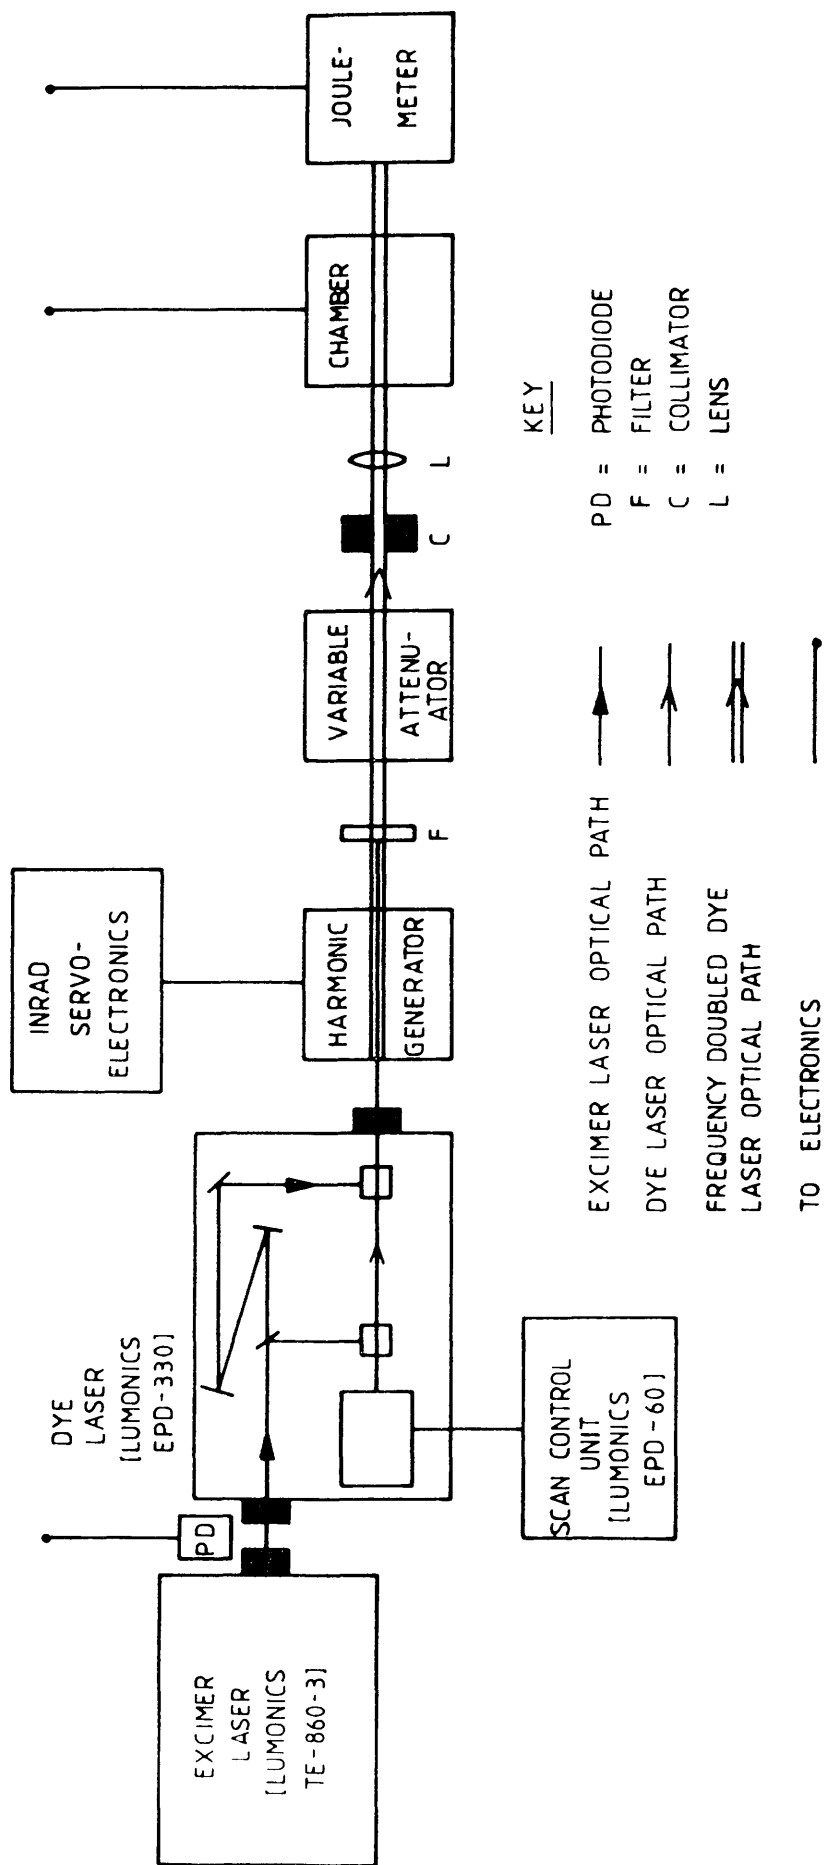 EXCIMER
LASER
[LUMONICS
TE-860-3]
PD
DYE
LASER
[LUMONICS
EPD-330]
SCAN CONTROL
UNIT
[LUMONICS
EPD-60]
INRAD
SERVO-
ELECTRONICS
HARMONIC
GENERATOR
F
VARIABLE
ATTENU-
ATOR
C
L
CHAMBER
JOULE-
METER
EXCIMER LASER OPTICAL PATH
DYE LASER OPTICAL PATH
FREQUENCY DOUBLED DYE
LASER OPTICAL PATH
TO ELECTRONICS
KEY
PD = PHOTODIODE
F = FILTER
C = COLLIMATOR
L = LENS